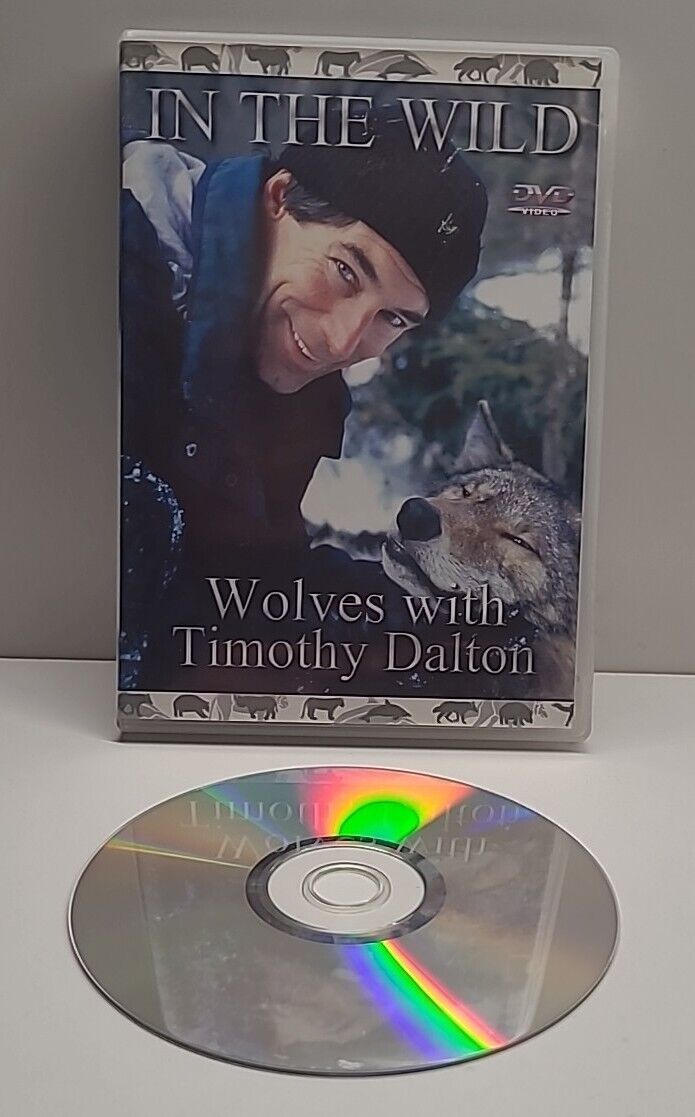 IN THE WILD
DVD
VIDEO
Wolves with
Timothy Dalton